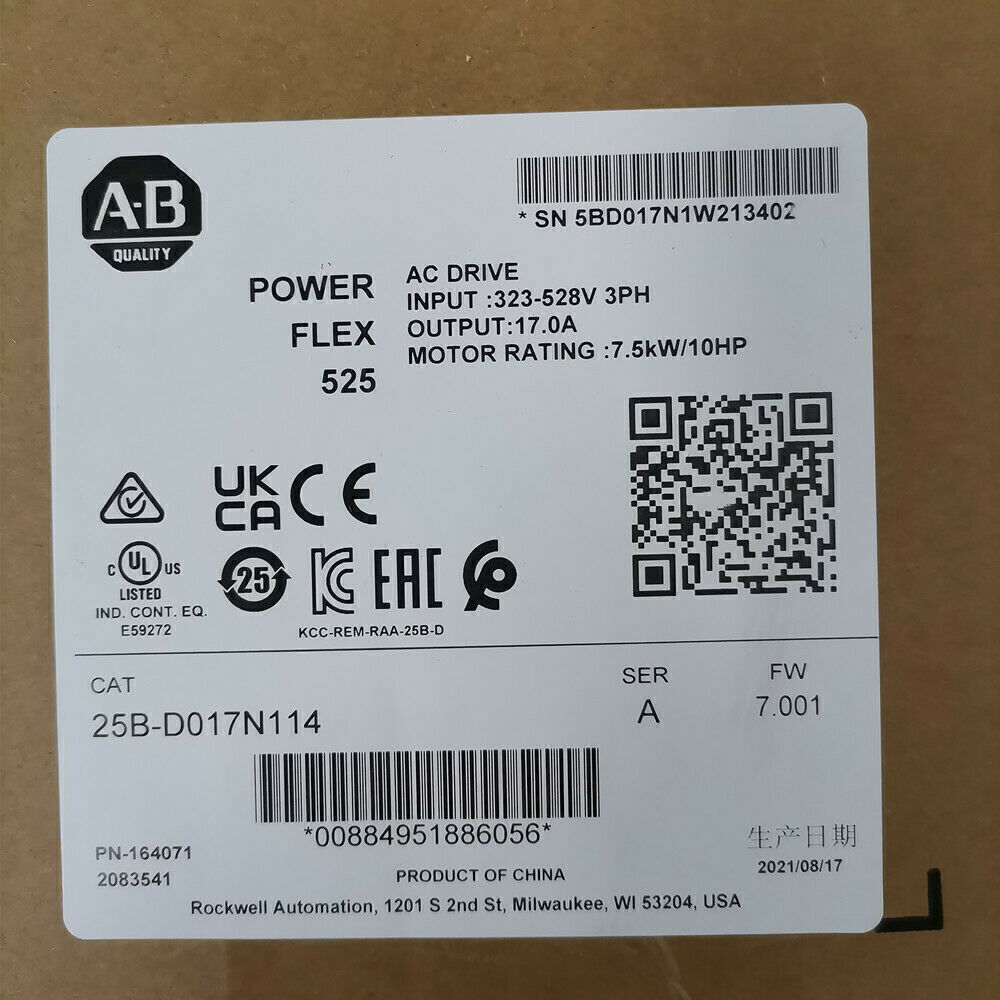 A-B
QUALITY
* SN 5BD017N1W213402
POWER
FLEX
525
AC DRIVE
INPUT :323-528V 3PH
OUTPUT:17.0A
MOTOR RATING :7.5kW/10HP
UK
CA
CE
C UL US
LISTED
IND. CONT. EQ.
E59272
25
KC
EAC
KCC-REM-RAA-25B-D
CAT
25B-D017N114
SER
A
FW
7.001
*00884951886056*
PN-164071
2083541
生产日期
2021/08/17
PRODUCT OF CHINA
Rockwell Automation, 1201 S 2nd St, Milwaukee, WI 53204, USA